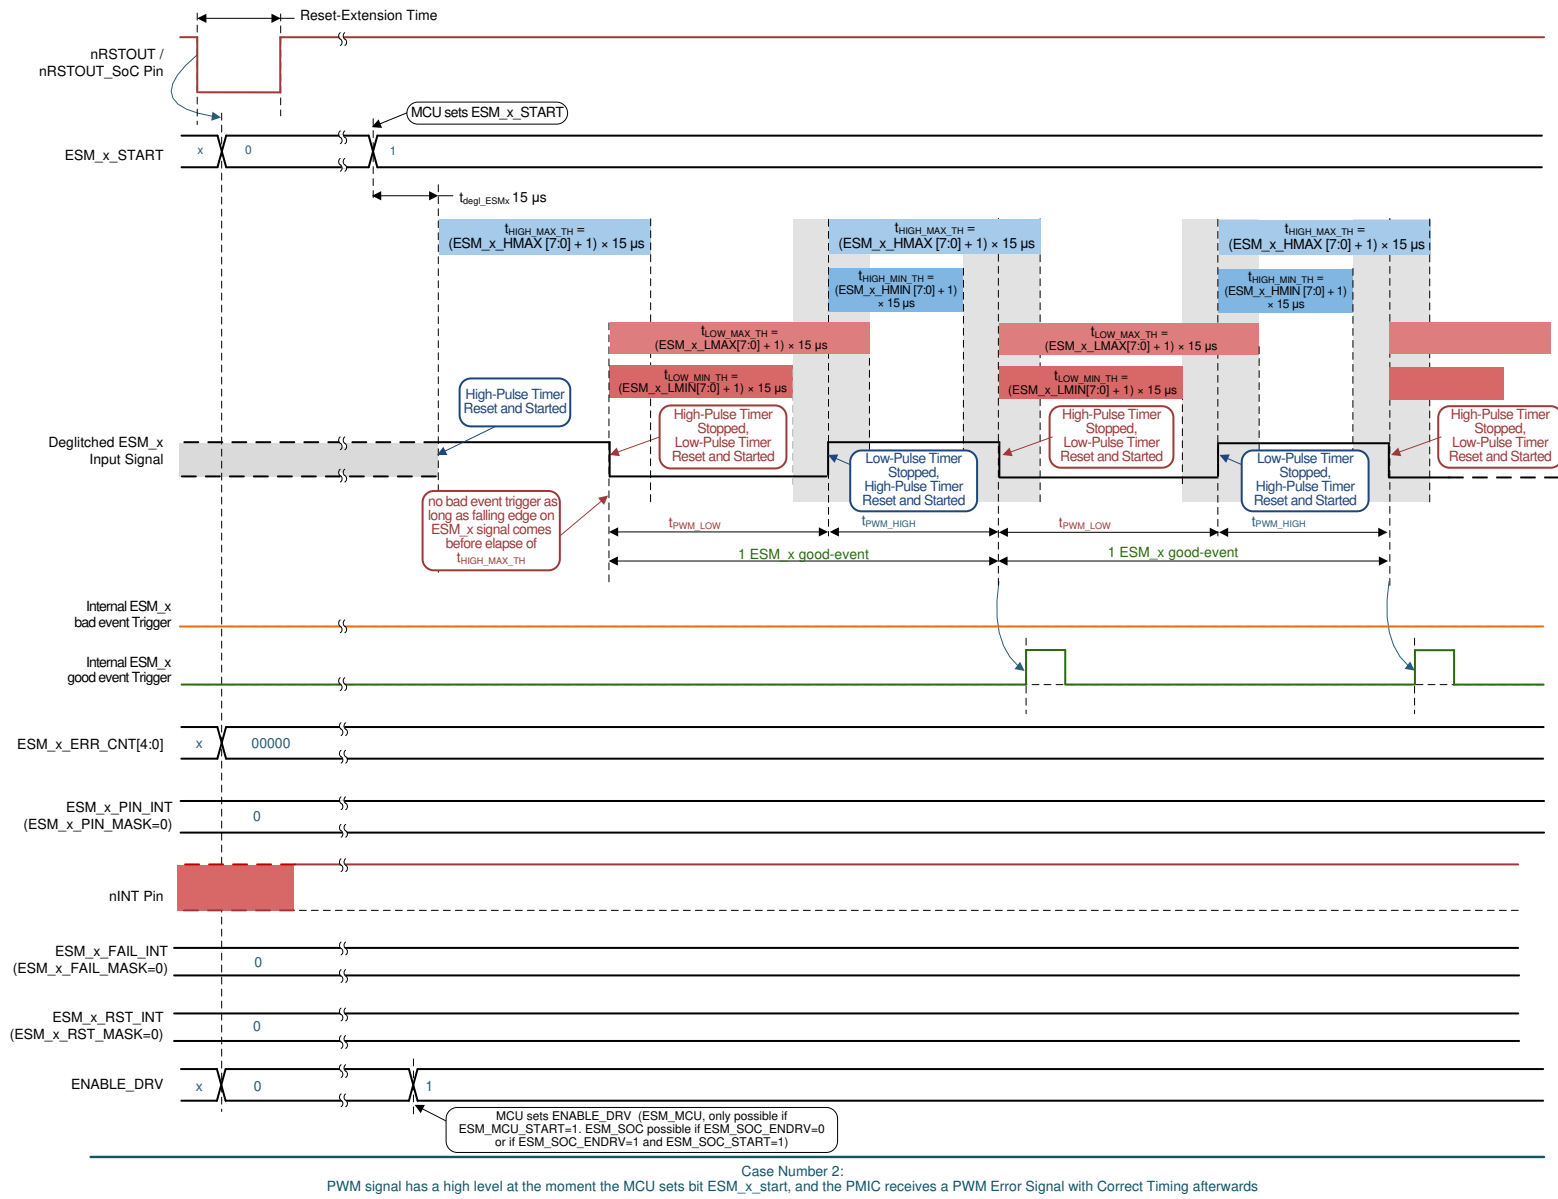 Reset-Extension Time
nRSTOUT /
nRSTOUT_SoC Pin
MCU sets ESM_x_START
ESM_x_START
x
0
1
tdegl_ESMx 15 µs
tHIGH_MAX_TH =
(ESM_x_HMAX [7:0] + 1) × 15 µs
tHIGH_MAX_TH =
(ESM_x_HMAX [7:0] + 1) × 15 µs
tHIGH_MAX_TH =
(ESM_x_HMAX [7:0] + 1) × 15 µs
tHIGH_MIN_TH =
(ESM_x_HMIN [7:0] + 1)
× 15 µs
tHIGH_MIN_TH =
(ESM_x_HMIN [7:0] + 1)
× 15 µs
tLOW_MAX_TH =
(ESM_x_LMAX[7:0] + 1) × 15 µs
tLOW_MAX_TH =
(ESM_x_LMAX[7:0] + 1) × 15 µs
tLOW_MIN_TH =
(ESM_x_LMIN[7:0] + 1) × 15 µs
tLOW_MIN_TH =
(ESM_x_LMIN[7:0] + 1) × 15 µs
High-Pulse Timer
Reset and Started
High-Pulse Timer
Stopped,
Low-Pulse Timer
Reset and Started
High-Pulse Timer
Stopped,
Low-Pulse Timer
Reset and Started
High-Pulse Timer
Stopped,
Low-Pulse Timer
Reset and Started
Deglitched ESM_x
Input Signal
Low-Pulse Timer
Stopped,
High-Pulse Timer
Reset and Started
Low-Pulse Timer
Stopped,
High-Pulse Timer
Reset and Started
no bad event trigger as
long as falling edge on
ESM_x signal comes
before elapse of
tHIGH_MAX_TH
tPWM_LOW
tPWM_HIGH
tPWM_LOW
tPWM_HIGH
1 ESM_x good-event
1 ESM_x good-event
Internal ESM_x
bad event Trigger
Internal ESM_x
good event Trigger
ESM_x_ERR_CNT[4:0]
x
00000
ESM_x_PIN_INT
(ESM_x_PIN_MASK=0)
0
nINT Pin
ESM_x_FAIL_INT
(ESM_x_FAIL_MASK=0)
0
ESM_x_RST_INT
(ESM_x_RST_MASK=0)
0
ENABLE_DRV
x
0
1
MCU sets ENABLE_DRV (ESM_MCU, only possible if
ESM_MCU_START=1. ESM_SOC possible if ESM_SOC_ENDRV=0
or if ESM_SOC_ENDRV=1 and ESM_SOC_START=1)
Case Number 2:
PWM signal has a high level at the moment the MCU sets bit ESM_x_start, and the PMIC receives a PWM Error Signal with Correct Timing afterwards